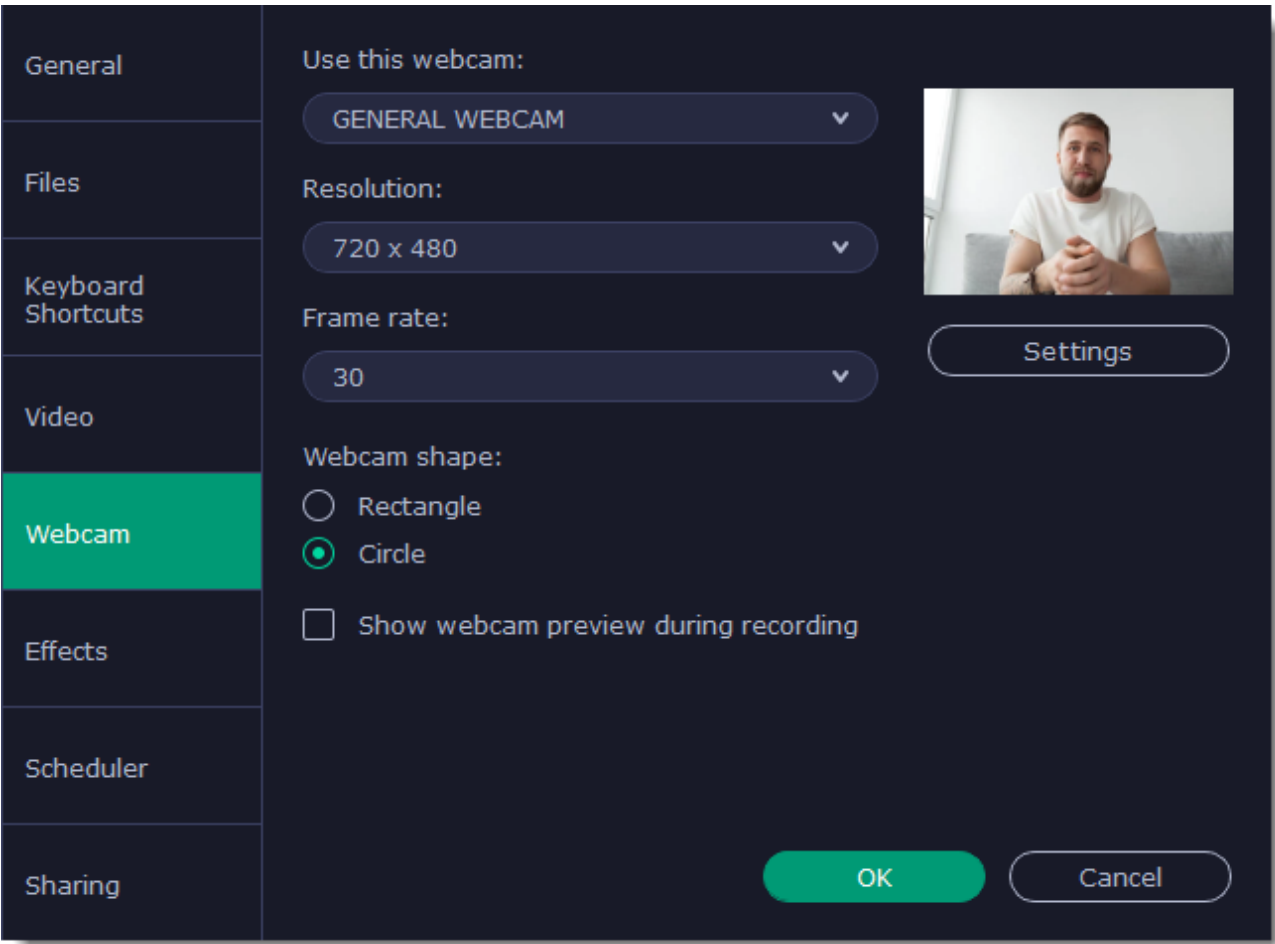 General
Files
Keyboard
Shortcuts
Video
Webcam
Effects
Scheduler
Sharing
Use this webcam:
GENERAL WEBCAM
Resolution:
720 x 480
Frame rate:
30
Webcam shape:
Rectangle
Circle
Show webcam preview during recording
Settings
OK
Cancel